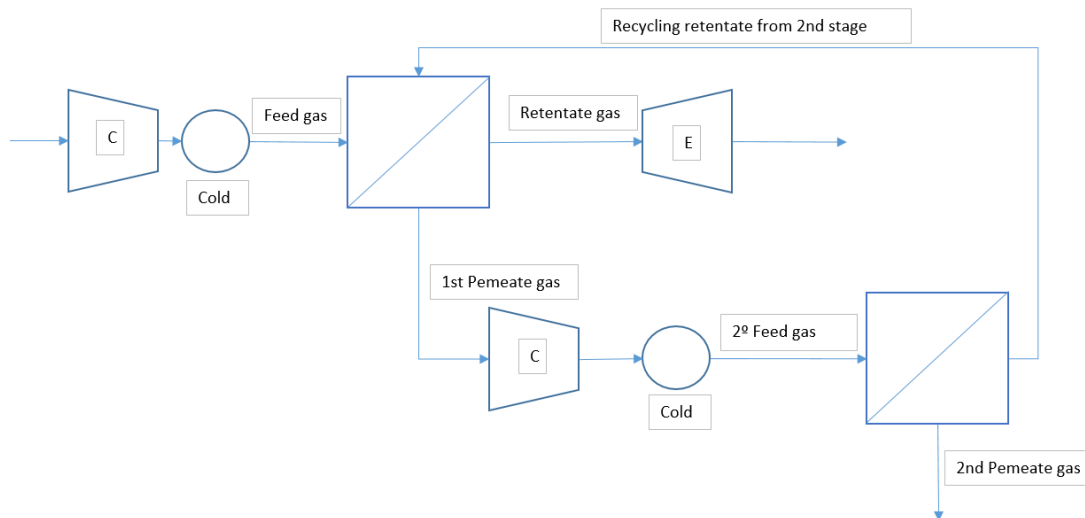 Recycling retentate from 2nd stage
C
Feed gas
Retentate gas
E
Cold
1st Pemeate gas
C
2º Feed gas
Cold
2nd Pemeate gas